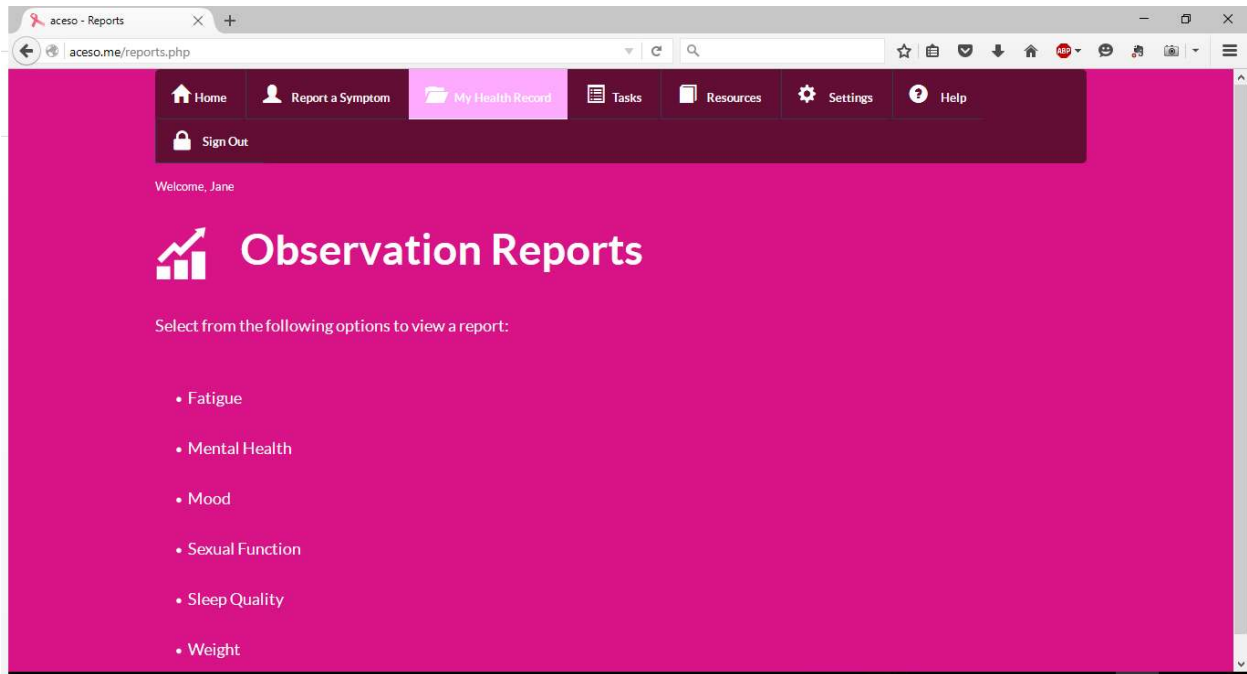 aceso - Reports
aceso.me/reports.php
ABP
Home Report a Symptom My Health Record Tasks Resources Settings Help
Sign Out
Welcome, Jane
Observation Reports
Select from the following options to view a report:
• Fatigue
• Mental Health
• Mood
• Sexual Function
• Sleep Quality
• Weight